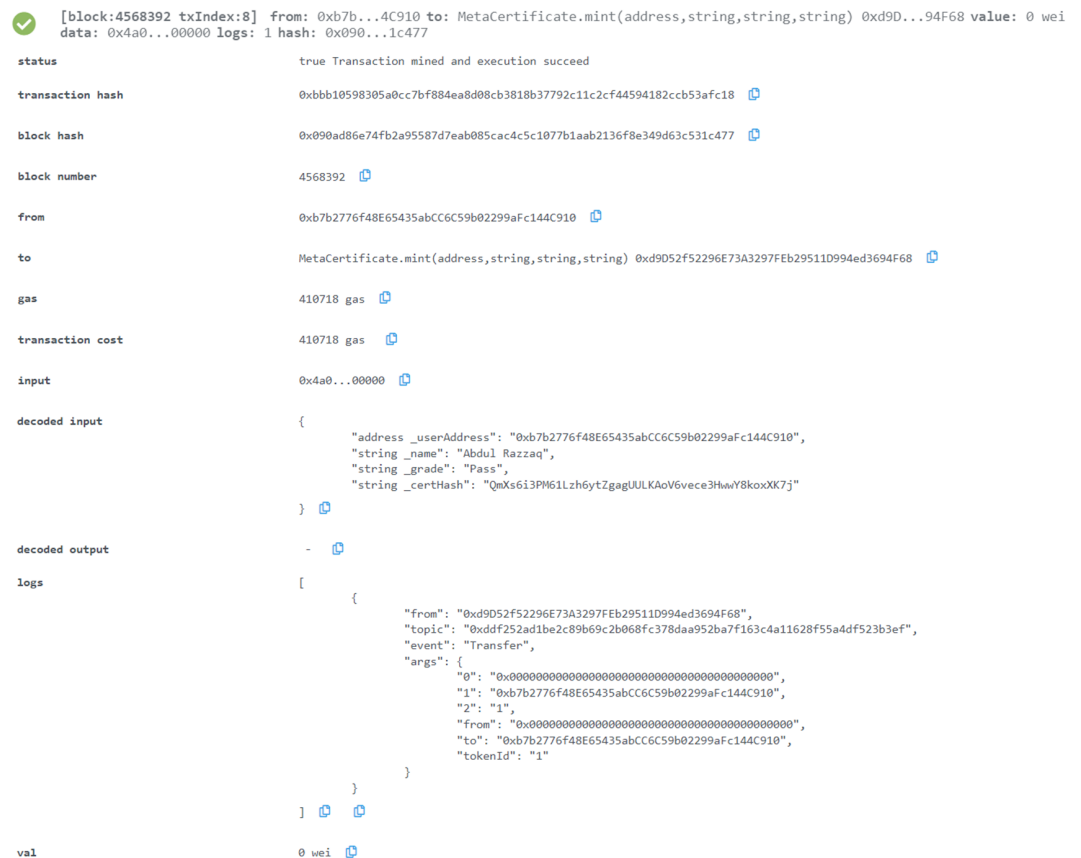 [block:4568392 txIndex:8] from: 0xb7b...4C910 to: MetaCertificate.mint(address,string,string,string) 0xd9D...94F68 value: 0 wei
data: 0x4a0...00000 logs: 1 hash: 0x090...1c477
status true Transaction mined and execution succeed
transaction hash 0xbbb10598305a0cc7bf884ea8d08cb3818b37792c11c2cf44594182ccb53afc18
block hash 0x090ad86e74fb2a95587d7eab085cac4c5c1077b1aab2136f8e349d63c531c477
block number 4568392
from 0xb7b2776f48E65435abCC6C59b02299aFc144C910
to MetaCertificate.mint(address,string,string,string) 0xd9D52f52296E73A3297FEb29511D994ed3694F68
gas 410718 gas
transaction cost 410718 gas
input 0x4a0...00000
decoded input {
"address _userAddress": "0xb7b2776f48E65435abCC6C59b02299aFc144C910",
"string _name": "Abdul Razzaq",
"string _grade": "Pass",
"string _certHash": "QmXs6i3PM61Lzh6ytZgagUULKAoV6vece3HwwY8koxXK7j"
}
decoded output -
logs [
{
"from": "0xd9D52f52296E73A3297FEb29511D994ed3694F68",
"topic": "0xddf252ad1be2c89b69c2b068fc378daa952ba7f163c4a11628f55a4df523b3ef",
"event": "Transfer",
"args": {
"0": "0x0000000000000000000000000000000000000000",
"1": "0xb7b2776f48E65435abCC6C59b02299aFc144C910",
"2": "1",
"from": "0x0000000000000000000000000000000000000000",
"to": "0xb7b2776f48E65435abCC6C59b02299aFc144C910",
"tokenId": "1"
}
}
]
val 0 wei